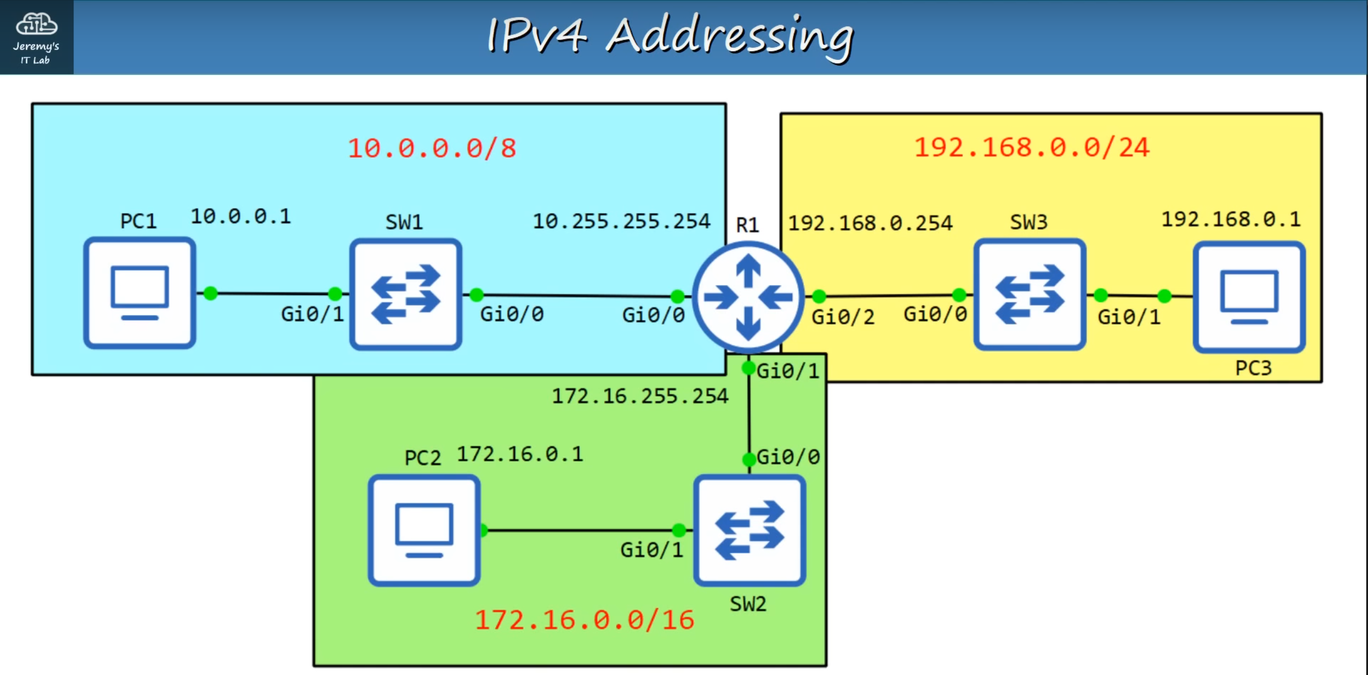 Jeremy's
IT Lab
IPv4 Addressing
10.0.0.0/8
192.168.0.0/24
PC1
10.0.0.1
SW1
10.255.255.254
R1
192.168.0.254
SW3
192.168.0.1
Gi0/1
Gi0/0
Gi0/0
Gi0/2
Gi0/0
Gi0/1
PC3
Gi0/1
172.16.255.254
PC2
172.16.0.1
Gi0/0
Gi0/1
SW2
172.16.0.0/16